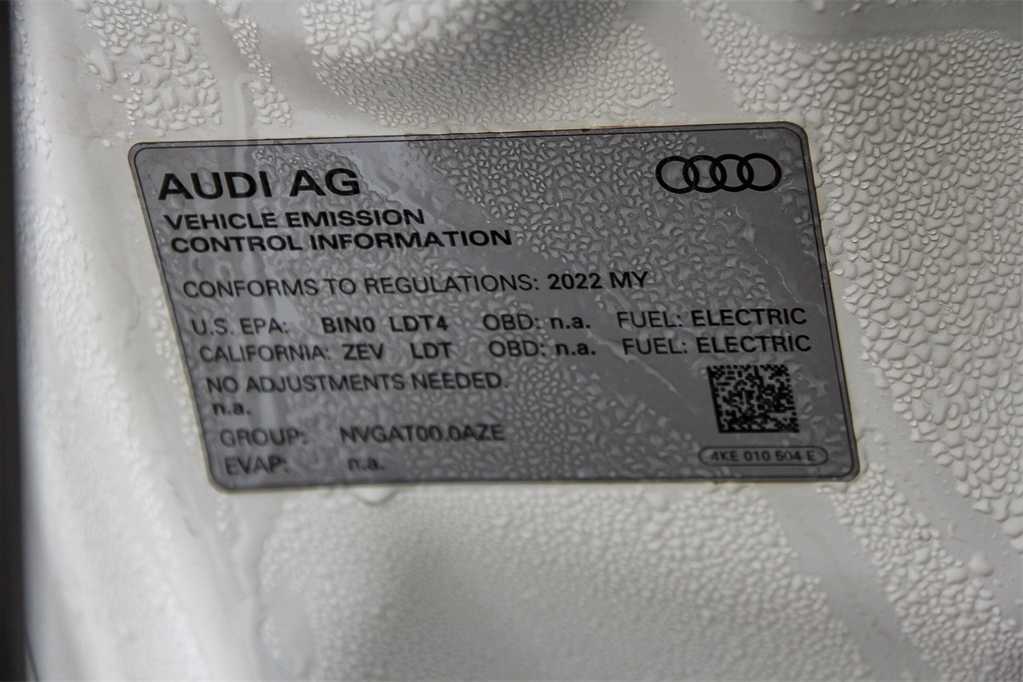 AUDI AG
VEHICLE EMISSION
CONTROL INFORMATION
CONFORMS TO REGULATIONS: 2022 MY
U.S. EPA: BIN0 LDT4 OBD: n.a. FUEL: ELECTRIC
CALIFORNIA: ZEV LDT OBD: n.a. FUEL: ELECTRIC
NO ADJUSTMENTS NEEDED.
n.a.
GROUP: NVGAT00.0AZE
EVAP: n.a.
4KE 010 504 E